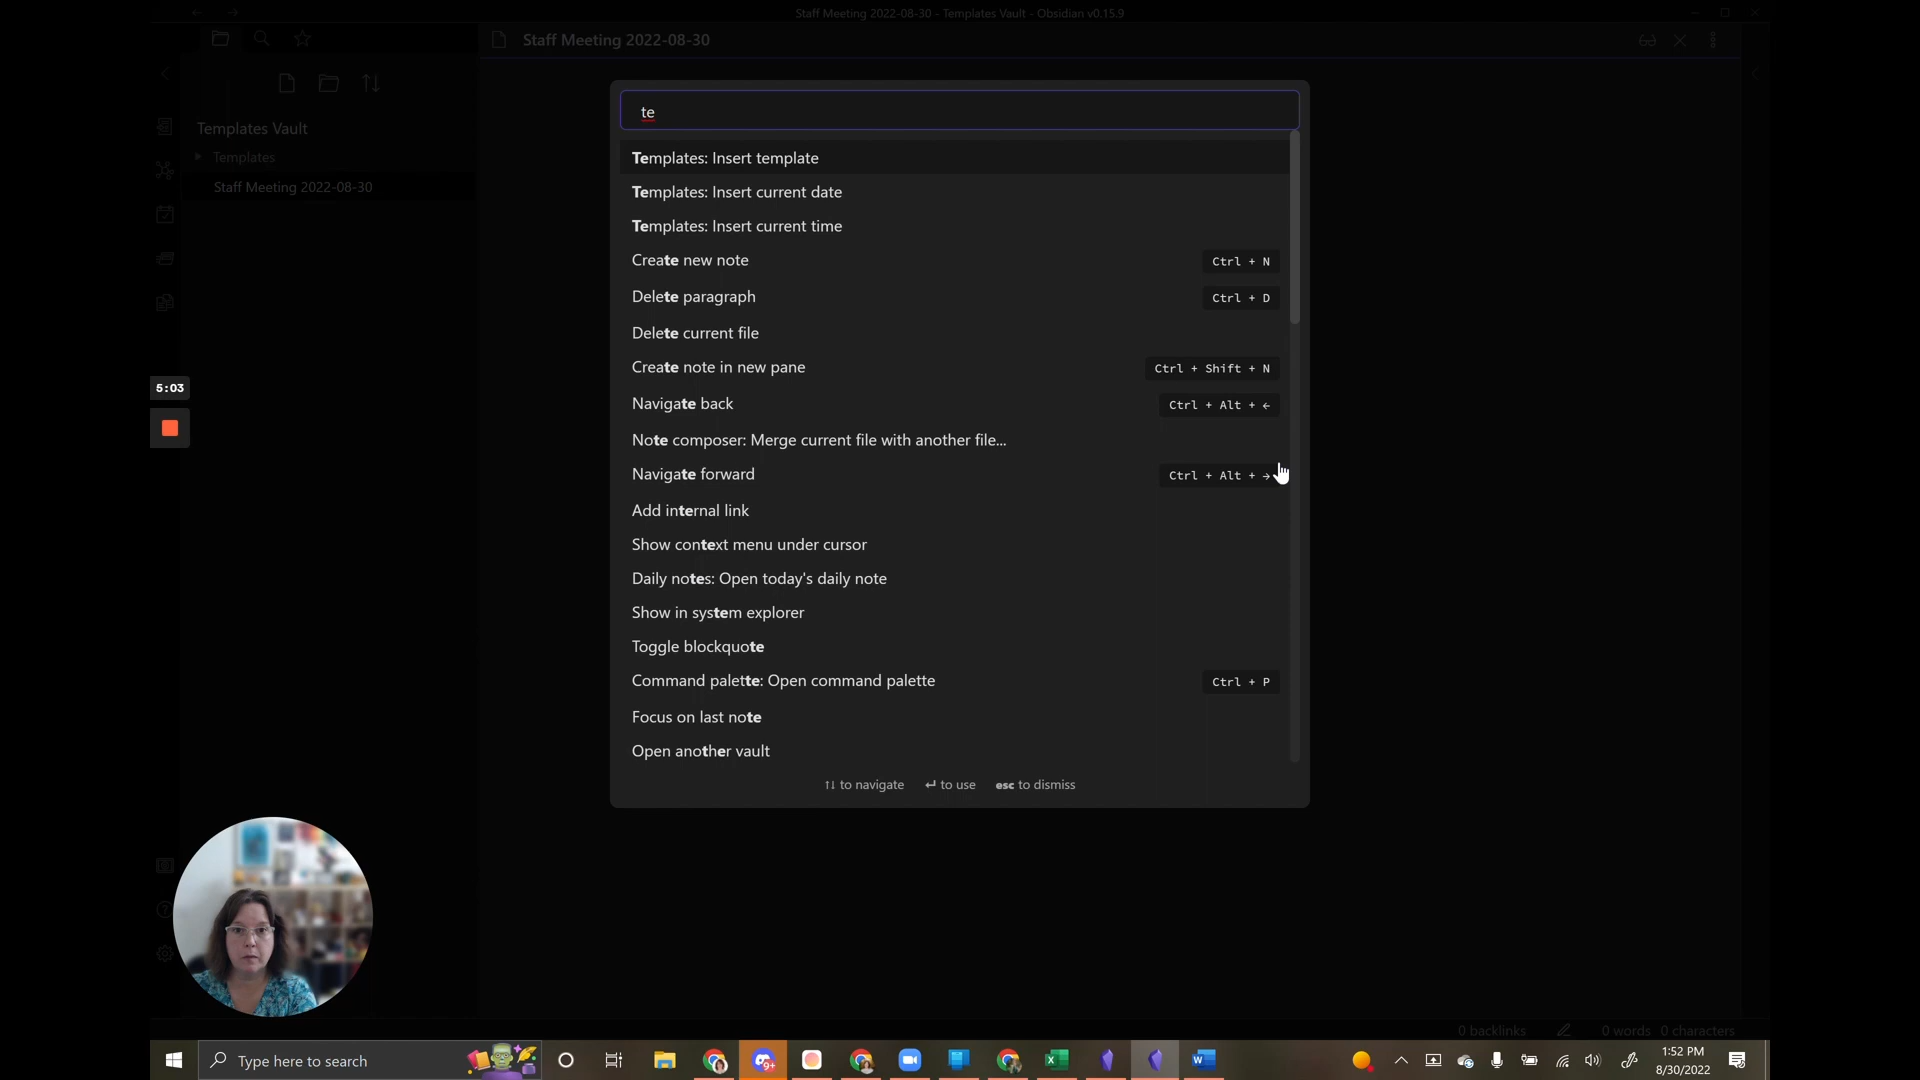 Staff Meeting 2022-08-30 - Templates Vault - Obsidian v0.15.9
Staff Meeting 2022-08-30
te
Templates Vault
Templates
Staff Meeting 2022-08-30
Templates: Insert template
Templates: Insert current date
Templates: Insert current time
Create new note Ctrl + N
Delete paragraph Ctrl + D
Delete current file
Create note in new pane Ctrl + Shift + N
Navigate back Ctrl + Alt + ←
Note composer: Merge current file with another file...
Navigate forward Ctrl + Alt + →
Add internal link
Show context menu under cursor
Daily notes: Open today's daily note
Show in system explorer
Toggle blockquote
Command palette: Open command palette Ctrl + P
Focus on last note
Open another vault
↑↓ to navigate ↵ to use esc to dismiss
5:03
0 backlinks 0 words 0 characters
Type here to search
9+
1:52 PM
8/30/2022